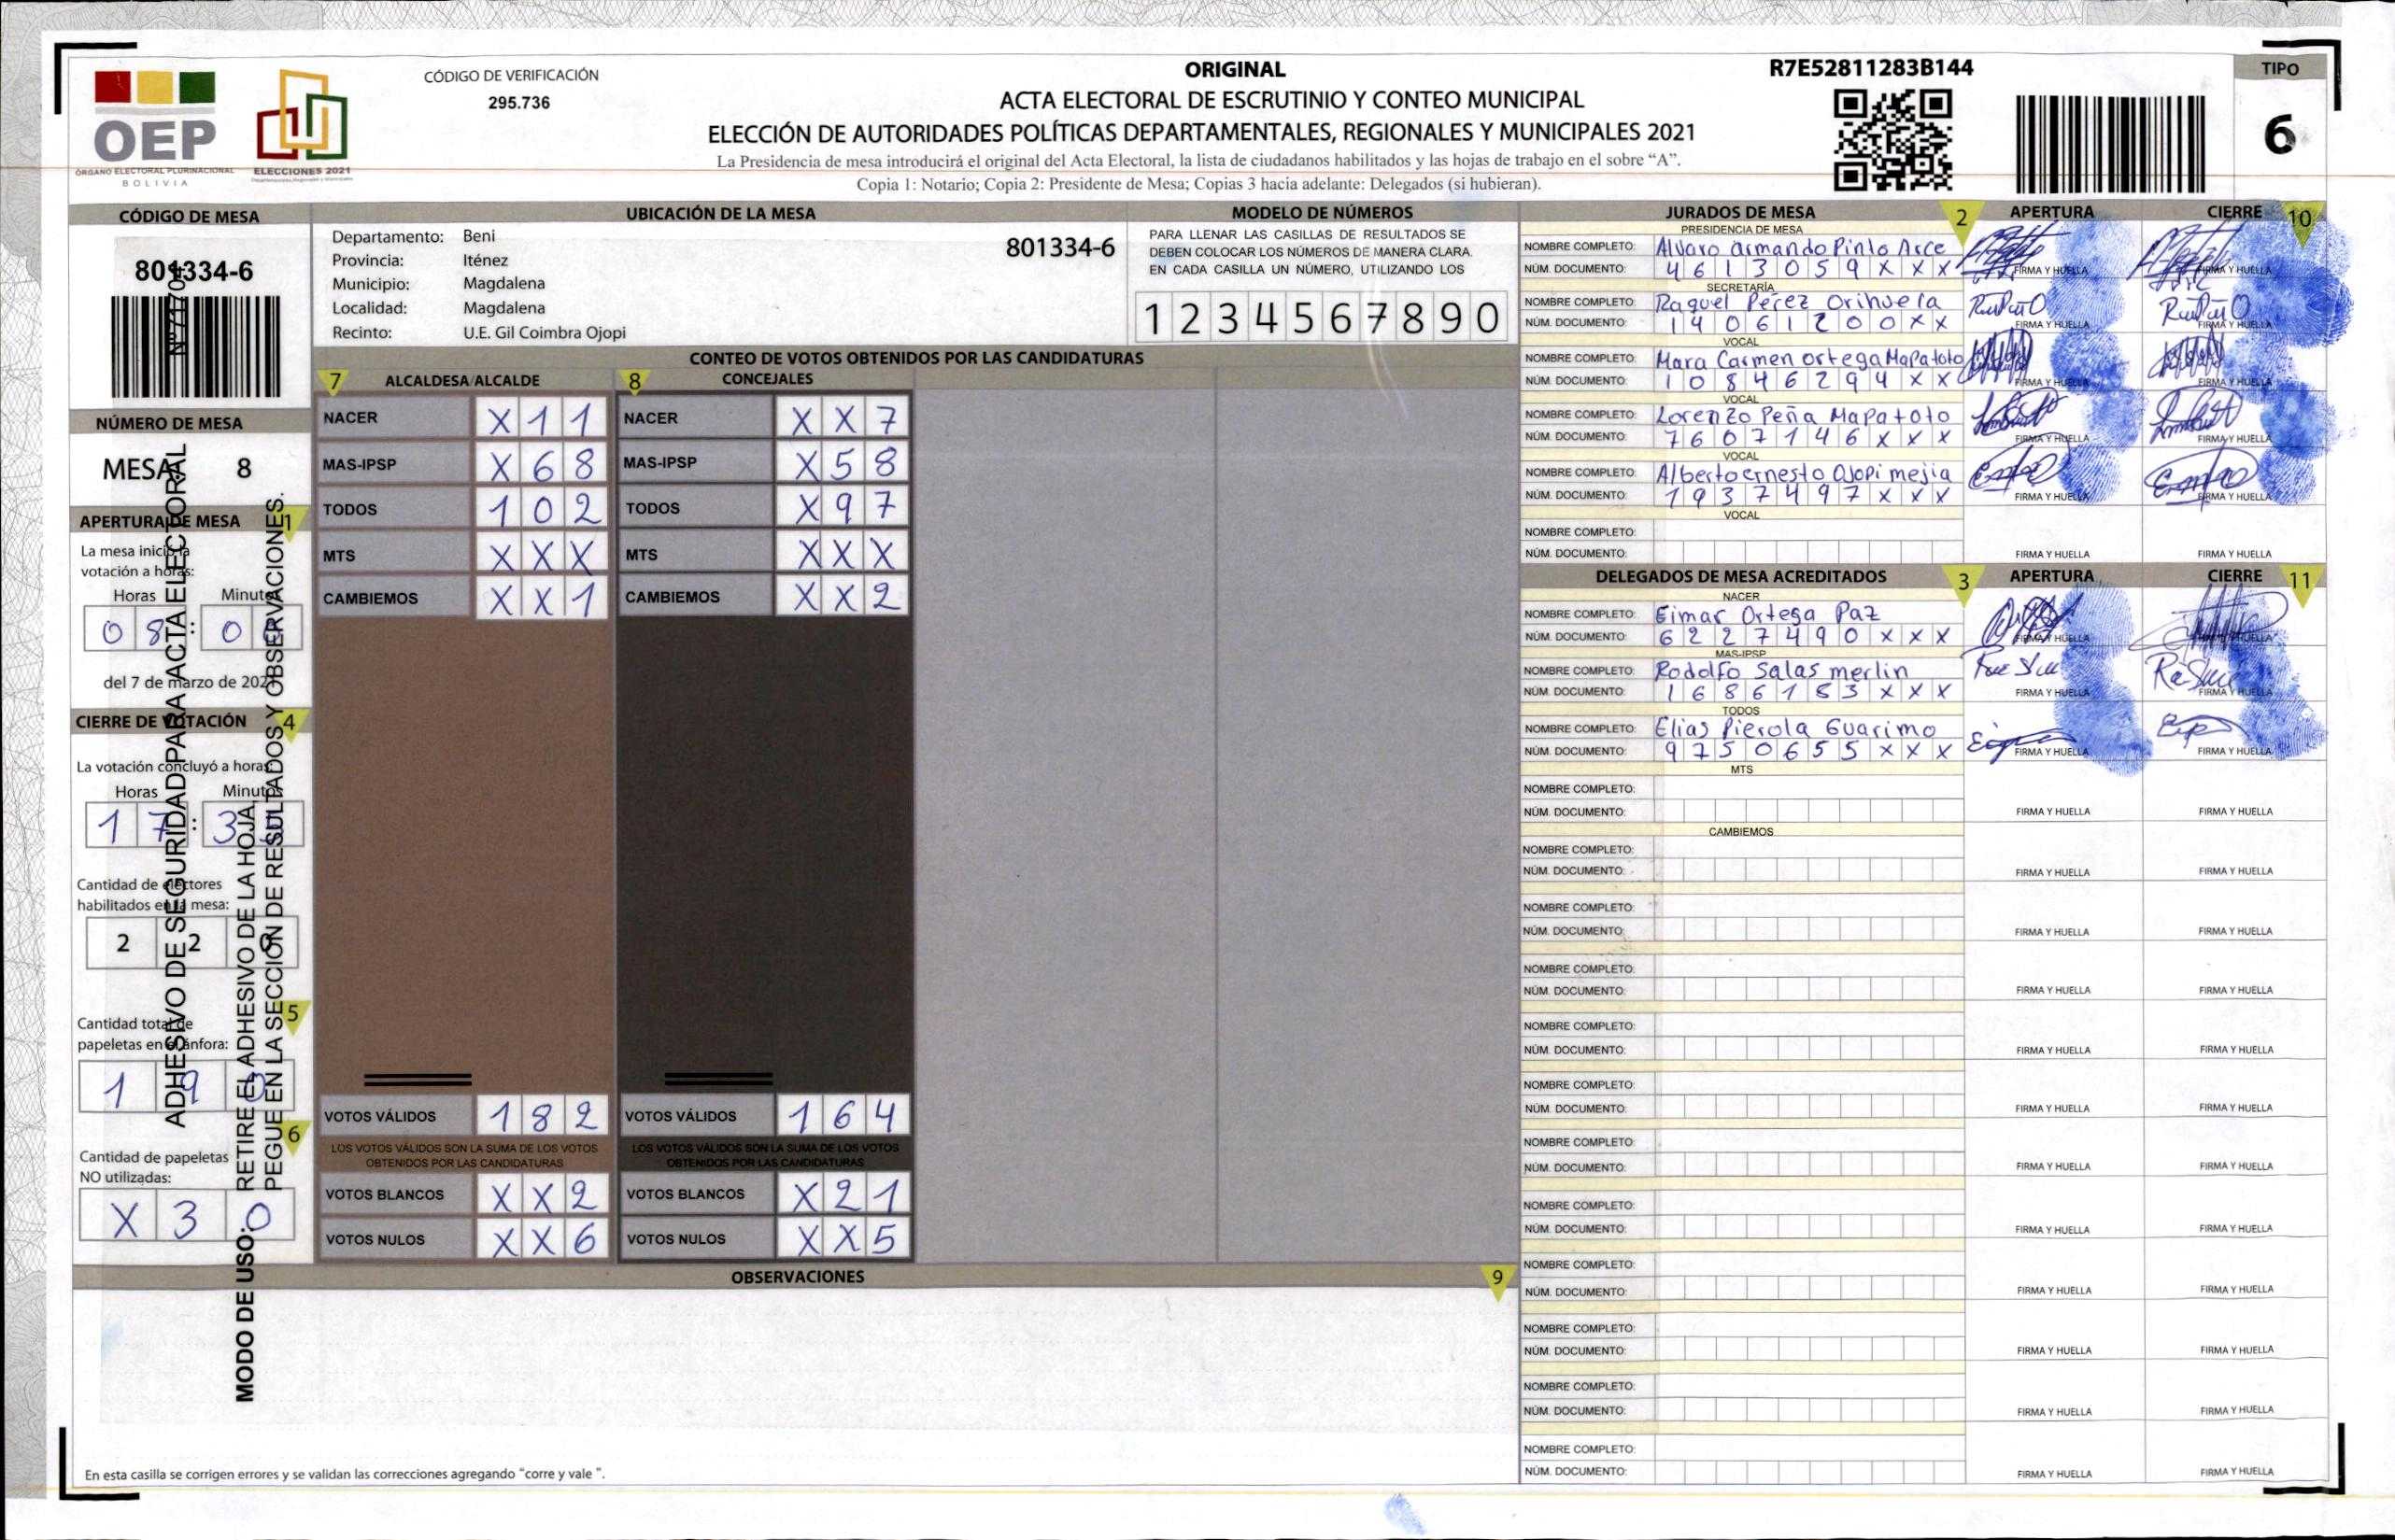 OEP
ÓRGANO ELECTORAL PLURINACIONAL
BOLIVIA
ELECCIONES 2021
CÓDIGO DE VERIFICACIÓN
295.736
ORIGINAL
ACTA ELECTORAL DE ESCRUTINIO Y CONTEO MUNICIPAL
ELECCIÓN DE AUTORIDADES POLÍTICAS DEPARTAMENTALES, REGIONALES Y MUNICIPALES 2021
La Presidencia de mesa introducirá el original del Acta Electoral, la lista de ciudadanos habilitados y las hojas de trabajo en el sobre “A”.
Copia 1: Notario; Copia 2: Presidente de Mesa; Copias 3 hacia adelante: Delegados (si hubieran).
R7E52811283B144
TIPO
6
CÓDIGO DE MESA
801334-6
NÚMERO DE MESA
MESA: 8
APERTURA DE MESA 1
La mesa inició la
votación a horas:
Horas Minutos
08 : 0
del 7 de marzo de 202
CIERRE DE VOTACIÓN 4
La votación concluyó a horas:
Horas Minutos
17 : 3
Cantidad de electores
habilitados en la mesa:
2 2
5
Cantidad total de
papeletas en el ánfora:
1 9
6
Cantidad de papeletas
NO utilizadas:
X 3 0
ADHESIVO DE SEGURIDAD PARA ACTA ELECTORAL
MODO DE USO: RETIRE EL ADHESIVO DE LA HOJA,
PEGUE EN LA SECCIÓN DE RESULTADOS Y OBSERVACIONES.
UBICACIÓN DE LA MESA
Departamento: Beni
801334-6
Provincia: Iténez
Municipio: Magdalena
Localidad: Magdalena
Recinto: U.E. Gil Coimbra Ojopi
MODELO DE NÚMEROS
PARA LLENAR LAS CASILLAS DE RESULTADOS SE
DEBEN COLOCAR LOS NÚMEROS DE MANERA CLARA.
EN CADA CASILLA UN NÚMERO, UTILIZANDO LOS
1 2 3 4 5 6 7 8 9 0
CONTEO DE VOTOS OBTENIDOS POR LAS CANDIDATURAS
7 ALCALDESA/ALCALDE 8 CONCEJALES
NACER X 1 1 NACER X X 7
MAS-IPSP X 6 8 MAS-IPSP X 5 8
TODOS 1 0 2 TODOS X 9 7
MTS X X X MTS X X X
CAMBIEMOS X X 1 CAMBIEMOS X X 2
VOTOS VÁLIDOS 1 8 2 VOTOS VÁLIDOS 1 6 4
LOS VOTOS VÁLIDOS SON LA SUMA DE LOS VOTOS LOS VOTOS VÁLIDOS SON LA SUMA DE LOS VOTOS
OBTENIDOS POR LAS CANDIDATURAS OBTENIDOS POR LAS CANDIDATURAS
VOTOS BLANCOS X X 2 VOTOS BLANCOS X 2 1
VOTOS NULOS X X 6 VOTOS NULOS X X 5
OBSERVACIONES 9
En esta casilla se corrigen errores y se validan las correcciones agregando “corre y vale ”.
JURADOS DE MESA 2 APERTURA CIERRE 10
PRESIDENCIA DE MESA
NOMBRE COMPLETO: Alvaro armando Pinto Arce
NÚM. DOCUMENTO: 4 6 1 3 0 5 9 X X X FIRMA Y HUELLA FIRMA Y HUELLA
SECRETARÍA
NOMBRE COMPLETO: Raquel Perez Orihuela
NÚM. DOCUMENTO: 1 4 0 6 1 2 0 0 X X FIRMA Y HUELLA FIRMA Y HUELLA
VOCAL
NOMBRE COMPLETO: Mara Carmen ortega Mapatoto
NÚM. DOCUMENTO: 1 0 8 4 6 2 9 4 X X FIRMA Y HUELLA FIRMA Y HUELLA
VOCAL
NOMBRE COMPLETO: Lorenzo Peña Mapatoto
NÚM. DOCUMENTO: 7 6 0 7 1 4 6 X X X FIRMA Y HUELLA FIRMA Y HUELLA
VOCAL
NOMBRE COMPLETO: Alberto ernesto Ojopi mejia
NÚM. DOCUMENTO: 1 9 3 7 4 9 7 X X X FIRMA Y HUELLA FIRMA Y HUELLA
VOCAL
NOMBRE COMPLETO:
NÚM. DOCUMENTO: FIRMA Y HUELLA FIRMA Y HUELLA
DELEGADOS DE MESA ACREDITADOS 3 APERTURA CIERRE 11
NACER
NOMBRE COMPLETO: Eimar Ortega Paz
NÚM. DOCUMENTO: 6 2 2 7 4 9 0 X X X FIRMA Y HUELLA FIRMA Y HUELLA
MAS-IPSP
NOMBRE COMPLETO: Rodolfo Salas merlin
NÚM. DOCUMENTO: 1 6 8 6 1 8 3 X X X FIRMA Y HUELLA FIRMA Y HUELLA
TODOS
NOMBRE COMPLETO: Elias Pierola Guarimo
NÚM. DOCUMENTO: 9 7 5 0 6 5 5 X X X FIRMA Y HUELLA FIRMA Y HUELLA
MTS
NOMBRE COMPLETO:
NÚM. DOCUMENTO: FIRMA Y HUELLA FIRMA Y HUELLA
CAMBIEMOS
NOMBRE COMPLETO:
NÚM. DOCUMENTO: FIRMA Y HUELLA FIRMA Y HUELLA
NOMBRE COMPLETO:
NÚM. DOCUMENTO: FIRMA Y HUELLA FIRMA Y HUELLA
NOMBRE COMPLETO:
NÚM. DOCUMENTO: FIRMA Y HUELLA FIRMA Y HUELLA
NOMBRE COMPLETO:
NÚM. DOCUMENTO: FIRMA Y HUELLA FIRMA Y HUELLA
NOMBRE COMPLETO:
NÚM. DOCUMENTO: FIRMA Y HUELLA FIRMA Y HUELLA
NOMBRE COMPLETO:
NÚM. DOCUMENTO: FIRMA Y HUELLA FIRMA Y HUELLA
NOMBRE COMPLETO:
NÚM. DOCUMENTO: FIRMA Y HUELLA FIRMA Y HUELLA
NOMBRE COMPLETO:
NÚM. DOCUMENTO: FIRMA Y HUELLA FIRMA Y HUELLA
NOMBRE COMPLETO:
NÚM. DOCUMENTO: FIRMA Y HUELLA FIRMA Y HUELLA
NOMBRE COMPLETO:
NÚM. DOCUMENTO: FIRMA Y HUELLA FIRMA Y HUELLA
NOMBRE COMPLETO:
NÚM. DOCUMENTO: FIRMA Y HUELLA FIRMA Y HUELLA